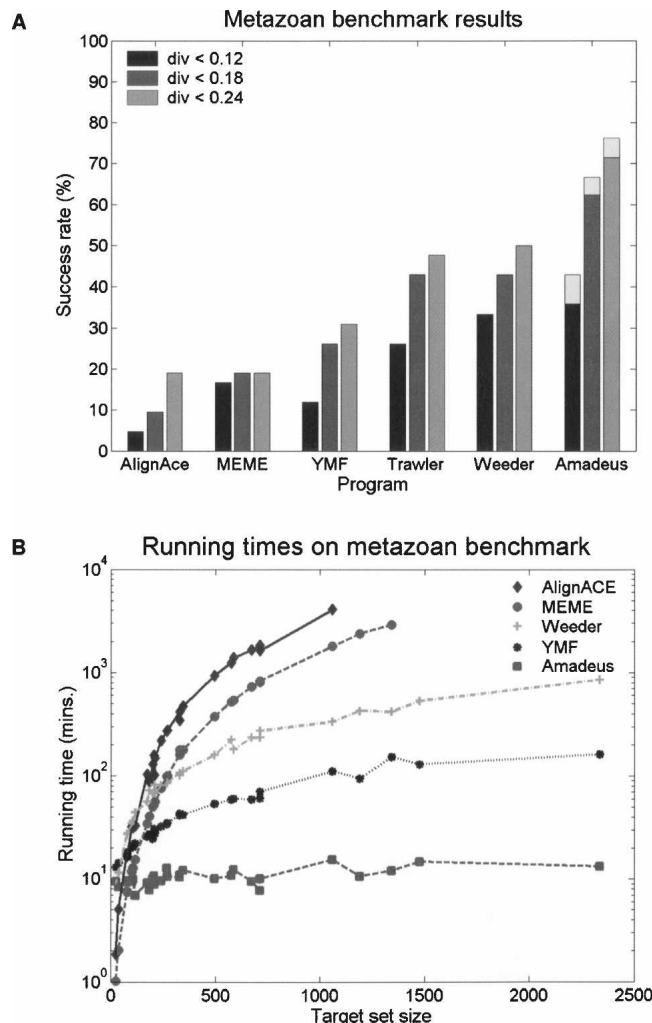 A
Metazoan benchmark results
100
90
80
70
60
50
40
30
20
10
0
Success rate (%)
div < 0.12
div < 0.18
div < 0.24
AlignAce MEME YMF Trawler Weeder Amadeus
Program
B
Running times on metazoan benchmark
10^4
10^3
10^2
10^1
10^0
Running time (mins.)
AlignACE
MEME
Weeder
YMF
Amadeus
0 500 1000 1500 2000 2500
Target set size